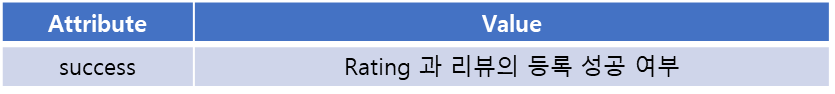 Attribute Value
success Rating 과 리뷰의 등록 성공 여부